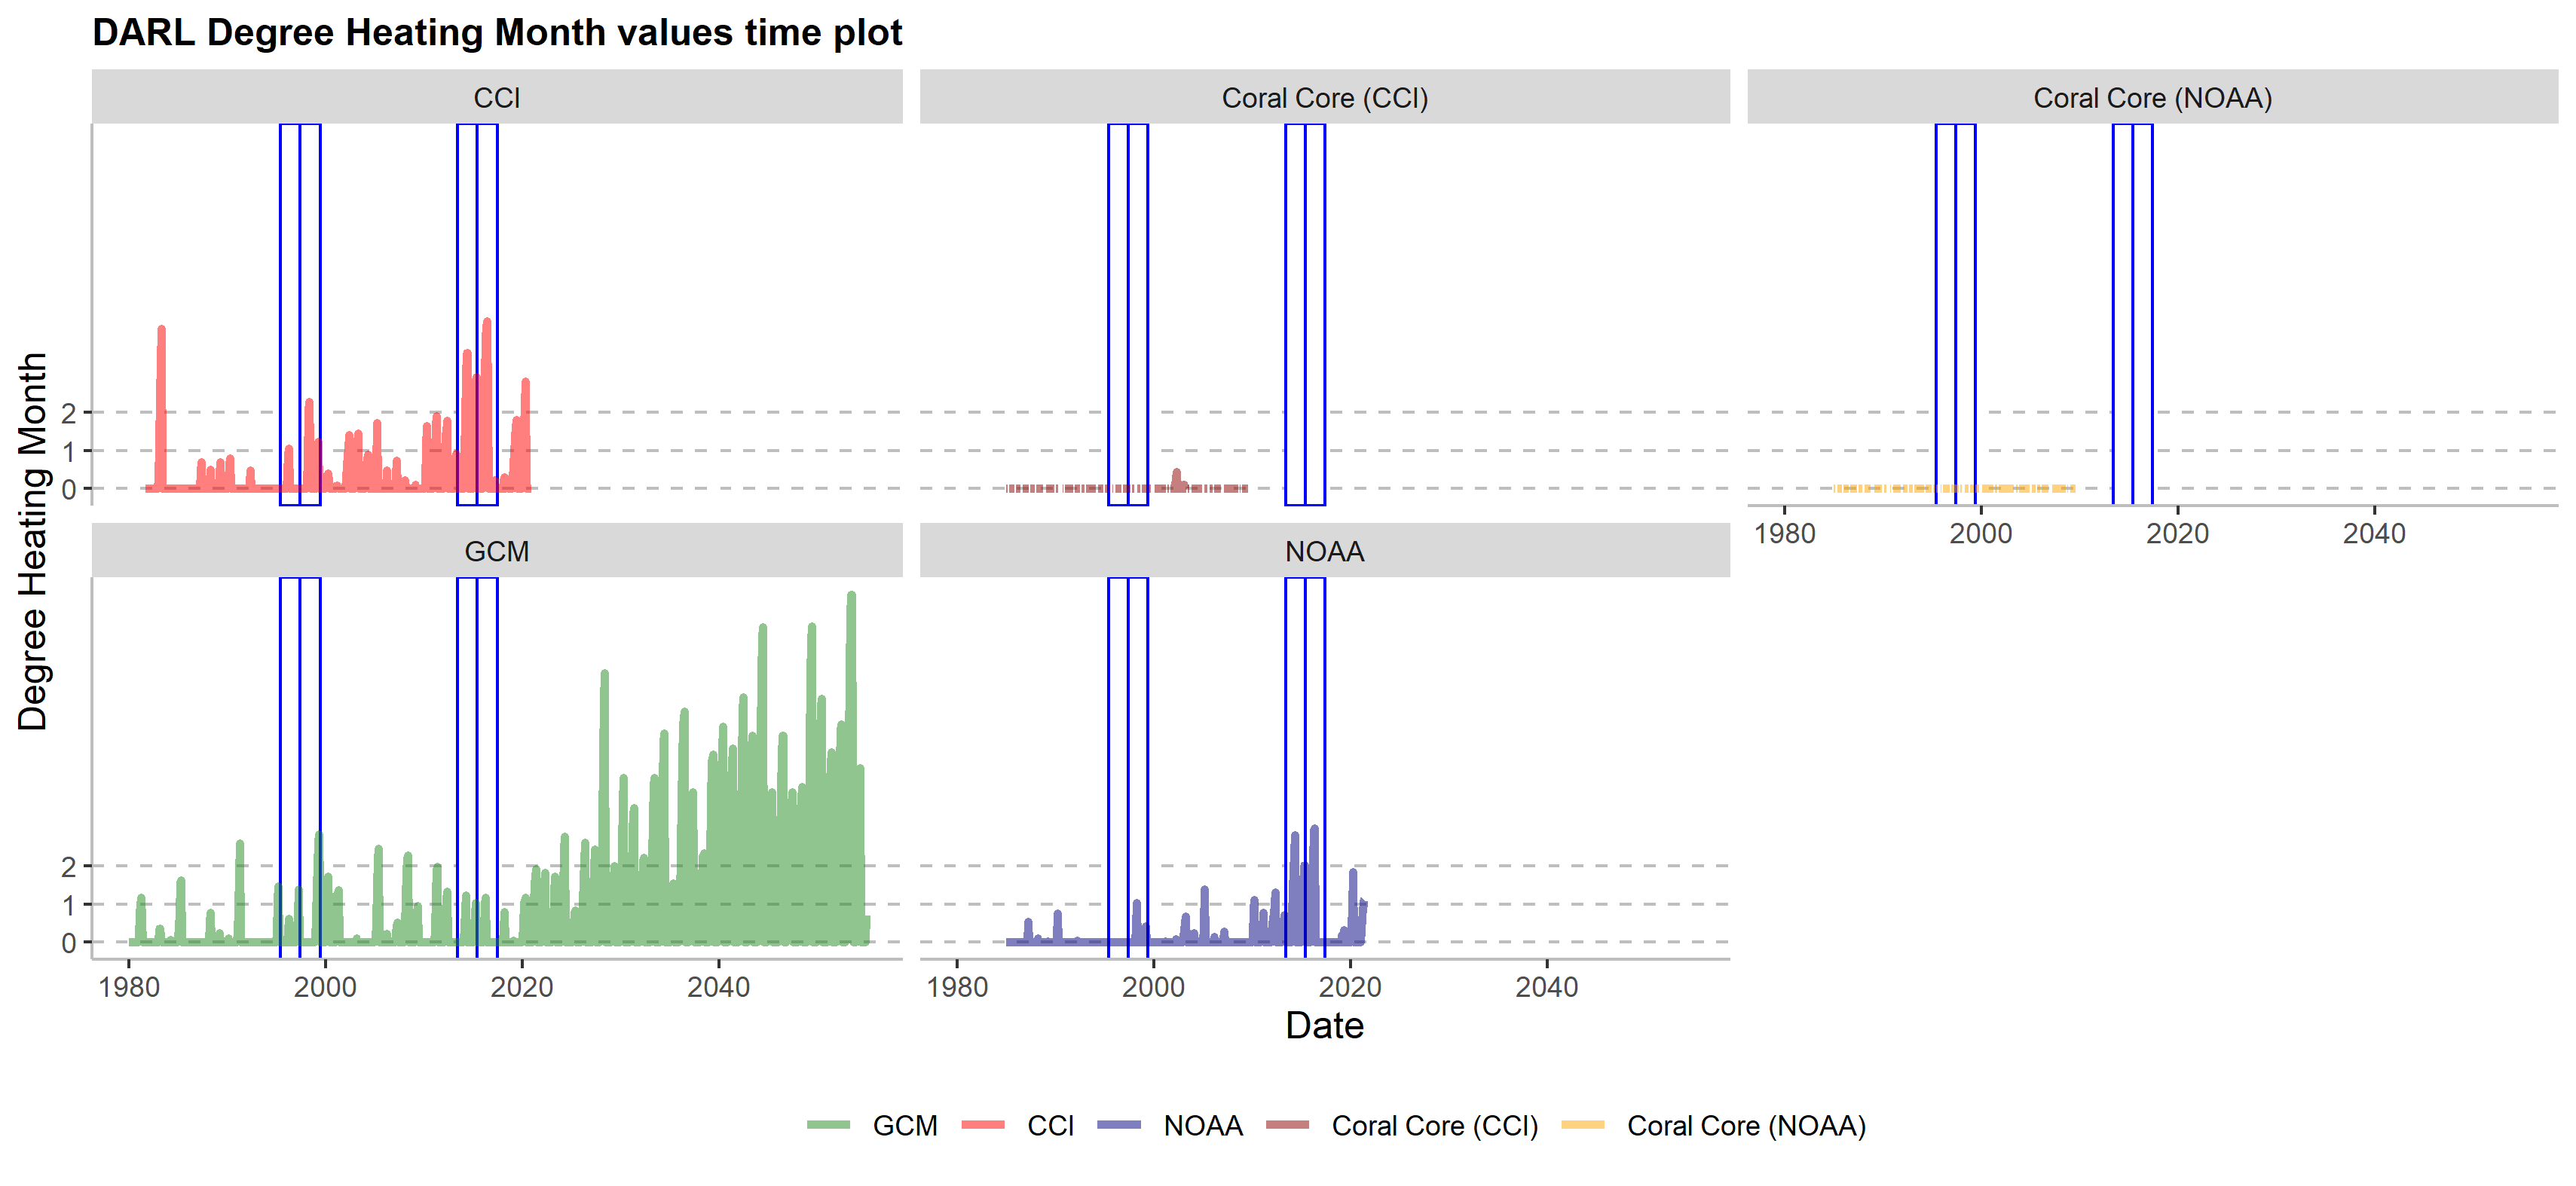 DARL Degree Heating Month values time plot
CCI
Coral Core (CCI)
Coral Core (NOAA)
Degree Heating Month
2
1
0
1980 2000 2020 2040
GCM
NOAA
2
1
0
1980 2000 2020 2040
1980 2000 2020 2040
Date
GCM CCI NOAA Coral Core (CCI) Coral Core (NOAA)